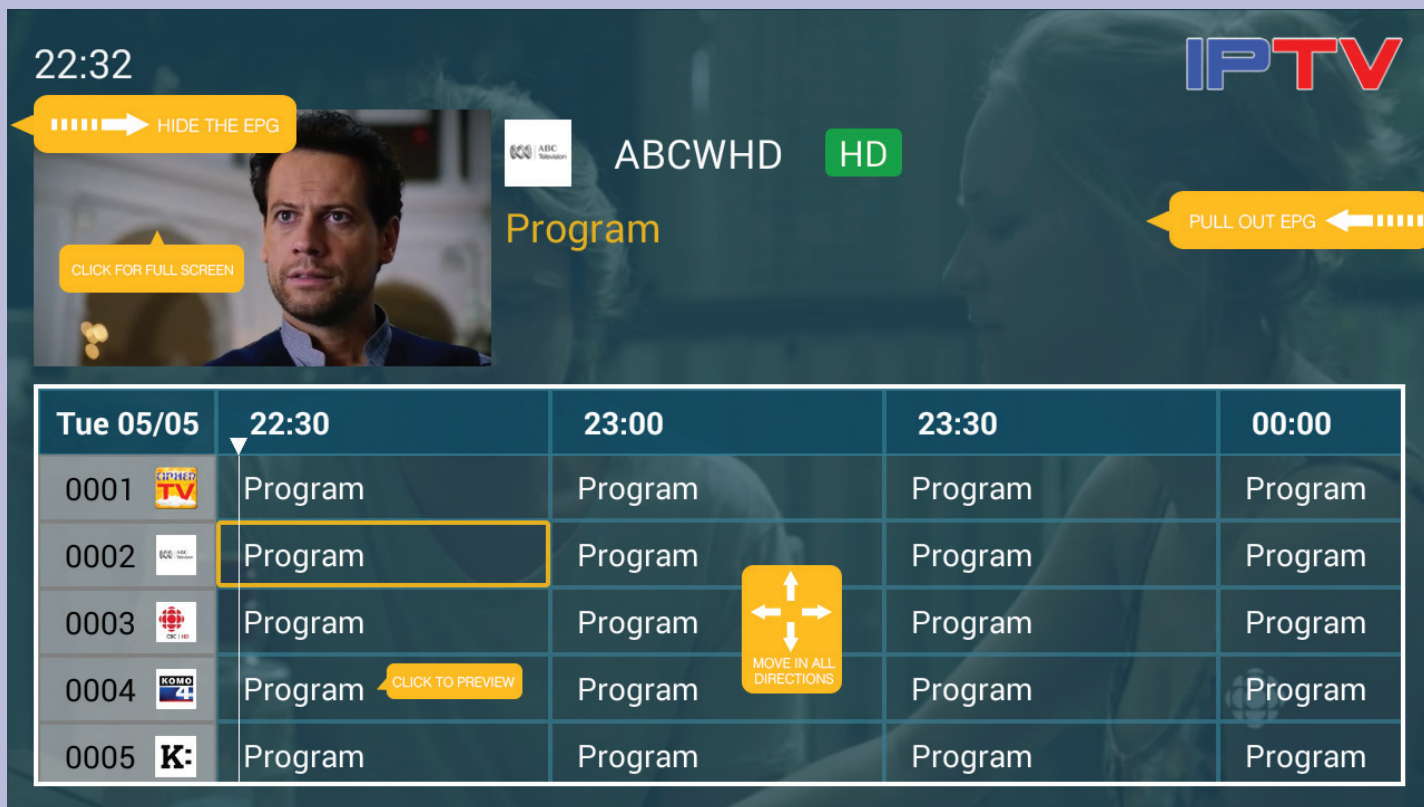 22:32
IPTV
HIDE THE EPG
ABC
Television
ABCWHD
HD
PULL OUT EPG
Program
CLICK FOR FULL SCREEN
Tue 05/05 22:30 23:00 23:30 00:00
0001 CIPHER TV Program Program Program Program
0002 ABC Program Program Program Program
0003 CBC | HD Program Program Program Program
MOVE IN ALL
DIRECTIONS
0004 KOMO 4 Program CLICK TO PREVIEW Program Program Program
0005 K: Program Program Program Program